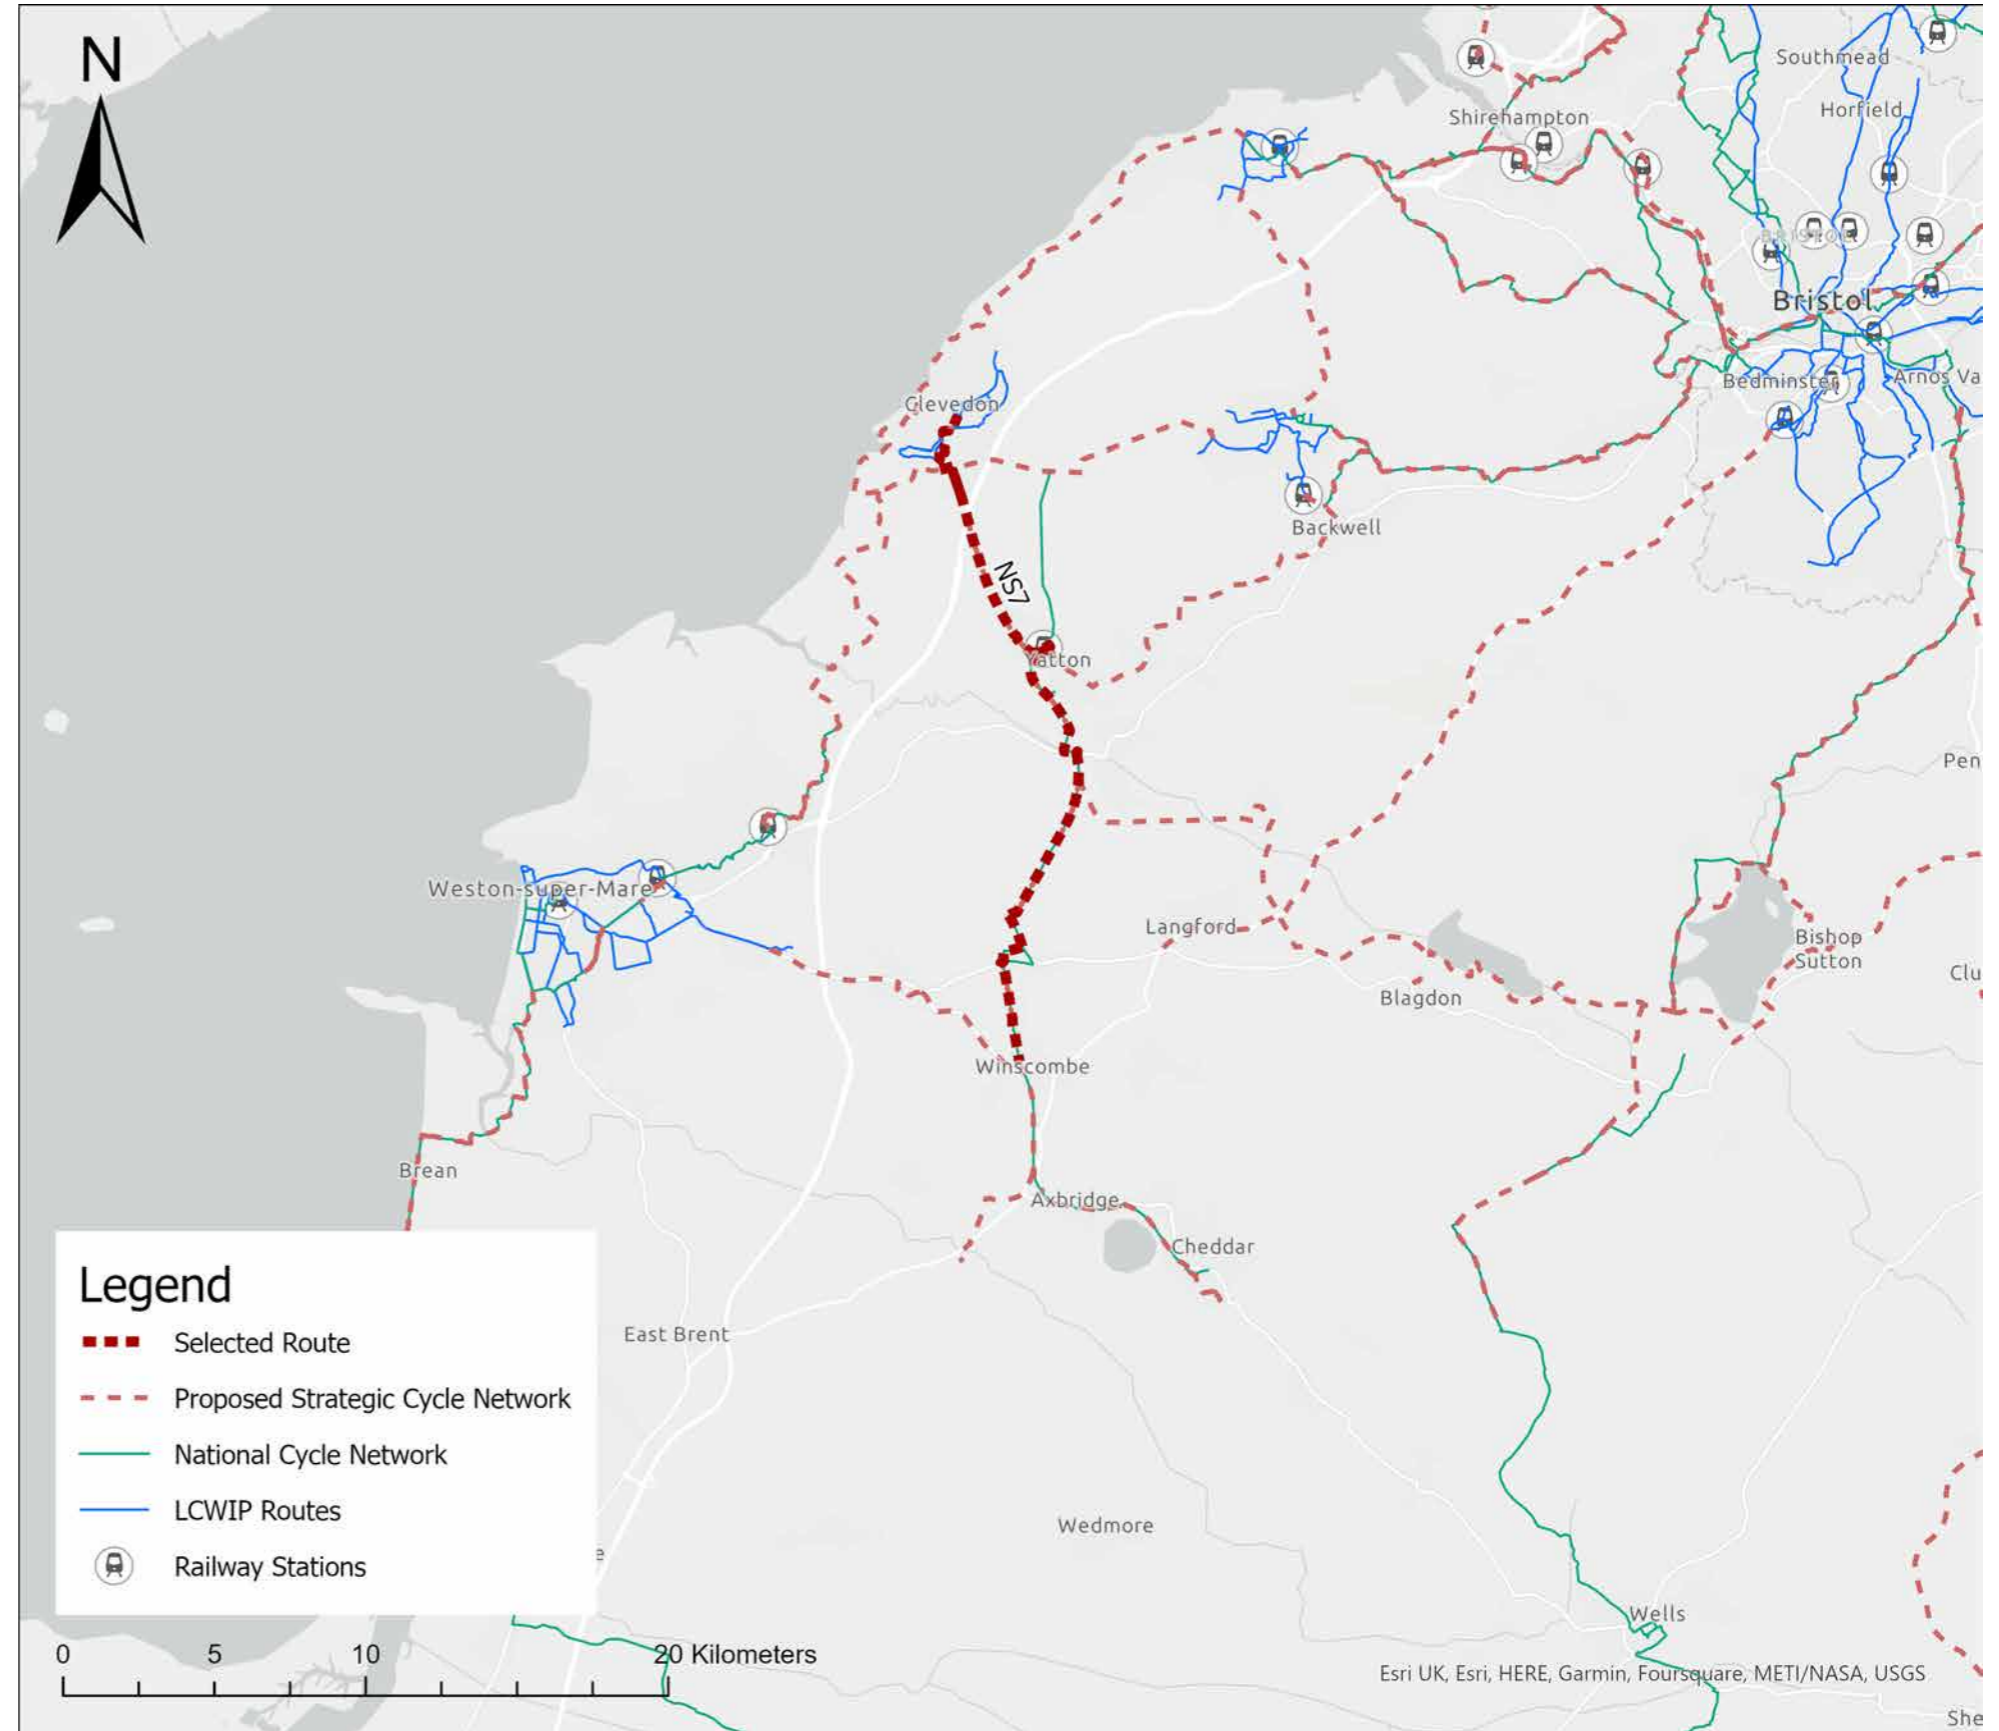 N
Southmead
Horfield
Shirehampton
BRISTOL
Bristol
Bedminster
Arnos Va
Clevedon
Backwell
NS7
Yatton
Pen
Weston-super-Mare
Langford
Bishop
Sutton
Blagdon
Clu
Winscombe
Brean
Axbridge
Cheddar
East Brent
Legend
Selected Route
Proposed Strategic Cycle Network
National Cycle Network
LCWIP Routes
Railway Stations
e
Wedmore
Wells
0 5 10 20 Kilometers
Esri UK, Esri, HERE, Garmin, Foursquare, METI/NASA, USGS
She